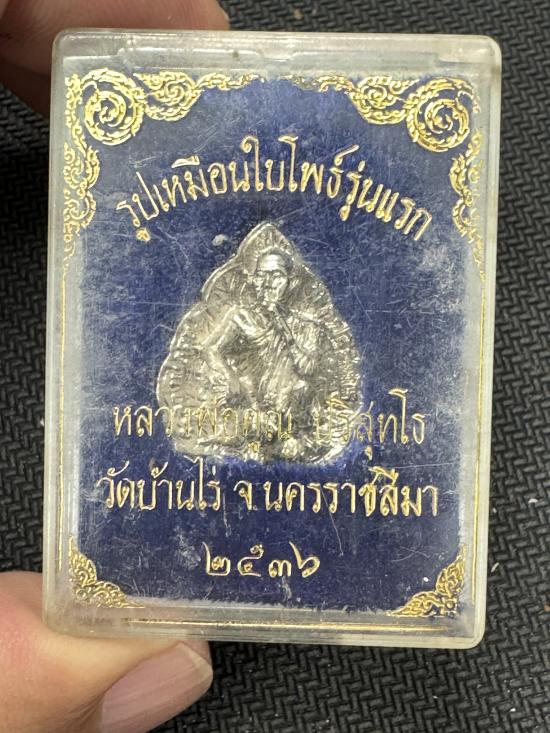 รูปเหมือนใบโพธ์รุ่นแรก
หลวงพ่อคูณ ปริสุทโธ
วัดบ้านไร่ จ.นครราชสีมา
๒๕๓๖